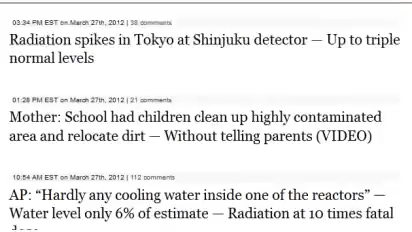 03:34 PM EST on March 27th, 2012 | 38 comments
Radiation spikes in Tokyo at Shinjuku detector — Up to triple
normal levels
01:28 PM EST on March 27th, 2012 | 21 comments
Mother: School had children clean up highly contaminated
area and relocate dirt — Without telling parents (VIDEO)
10:54 AM EST on March 27th, 2012 | 112 comments
AP: “Hardly any cooling water inside one of the reactors” —
Water level only 6% of estimate — Radiation at 10 times fatal